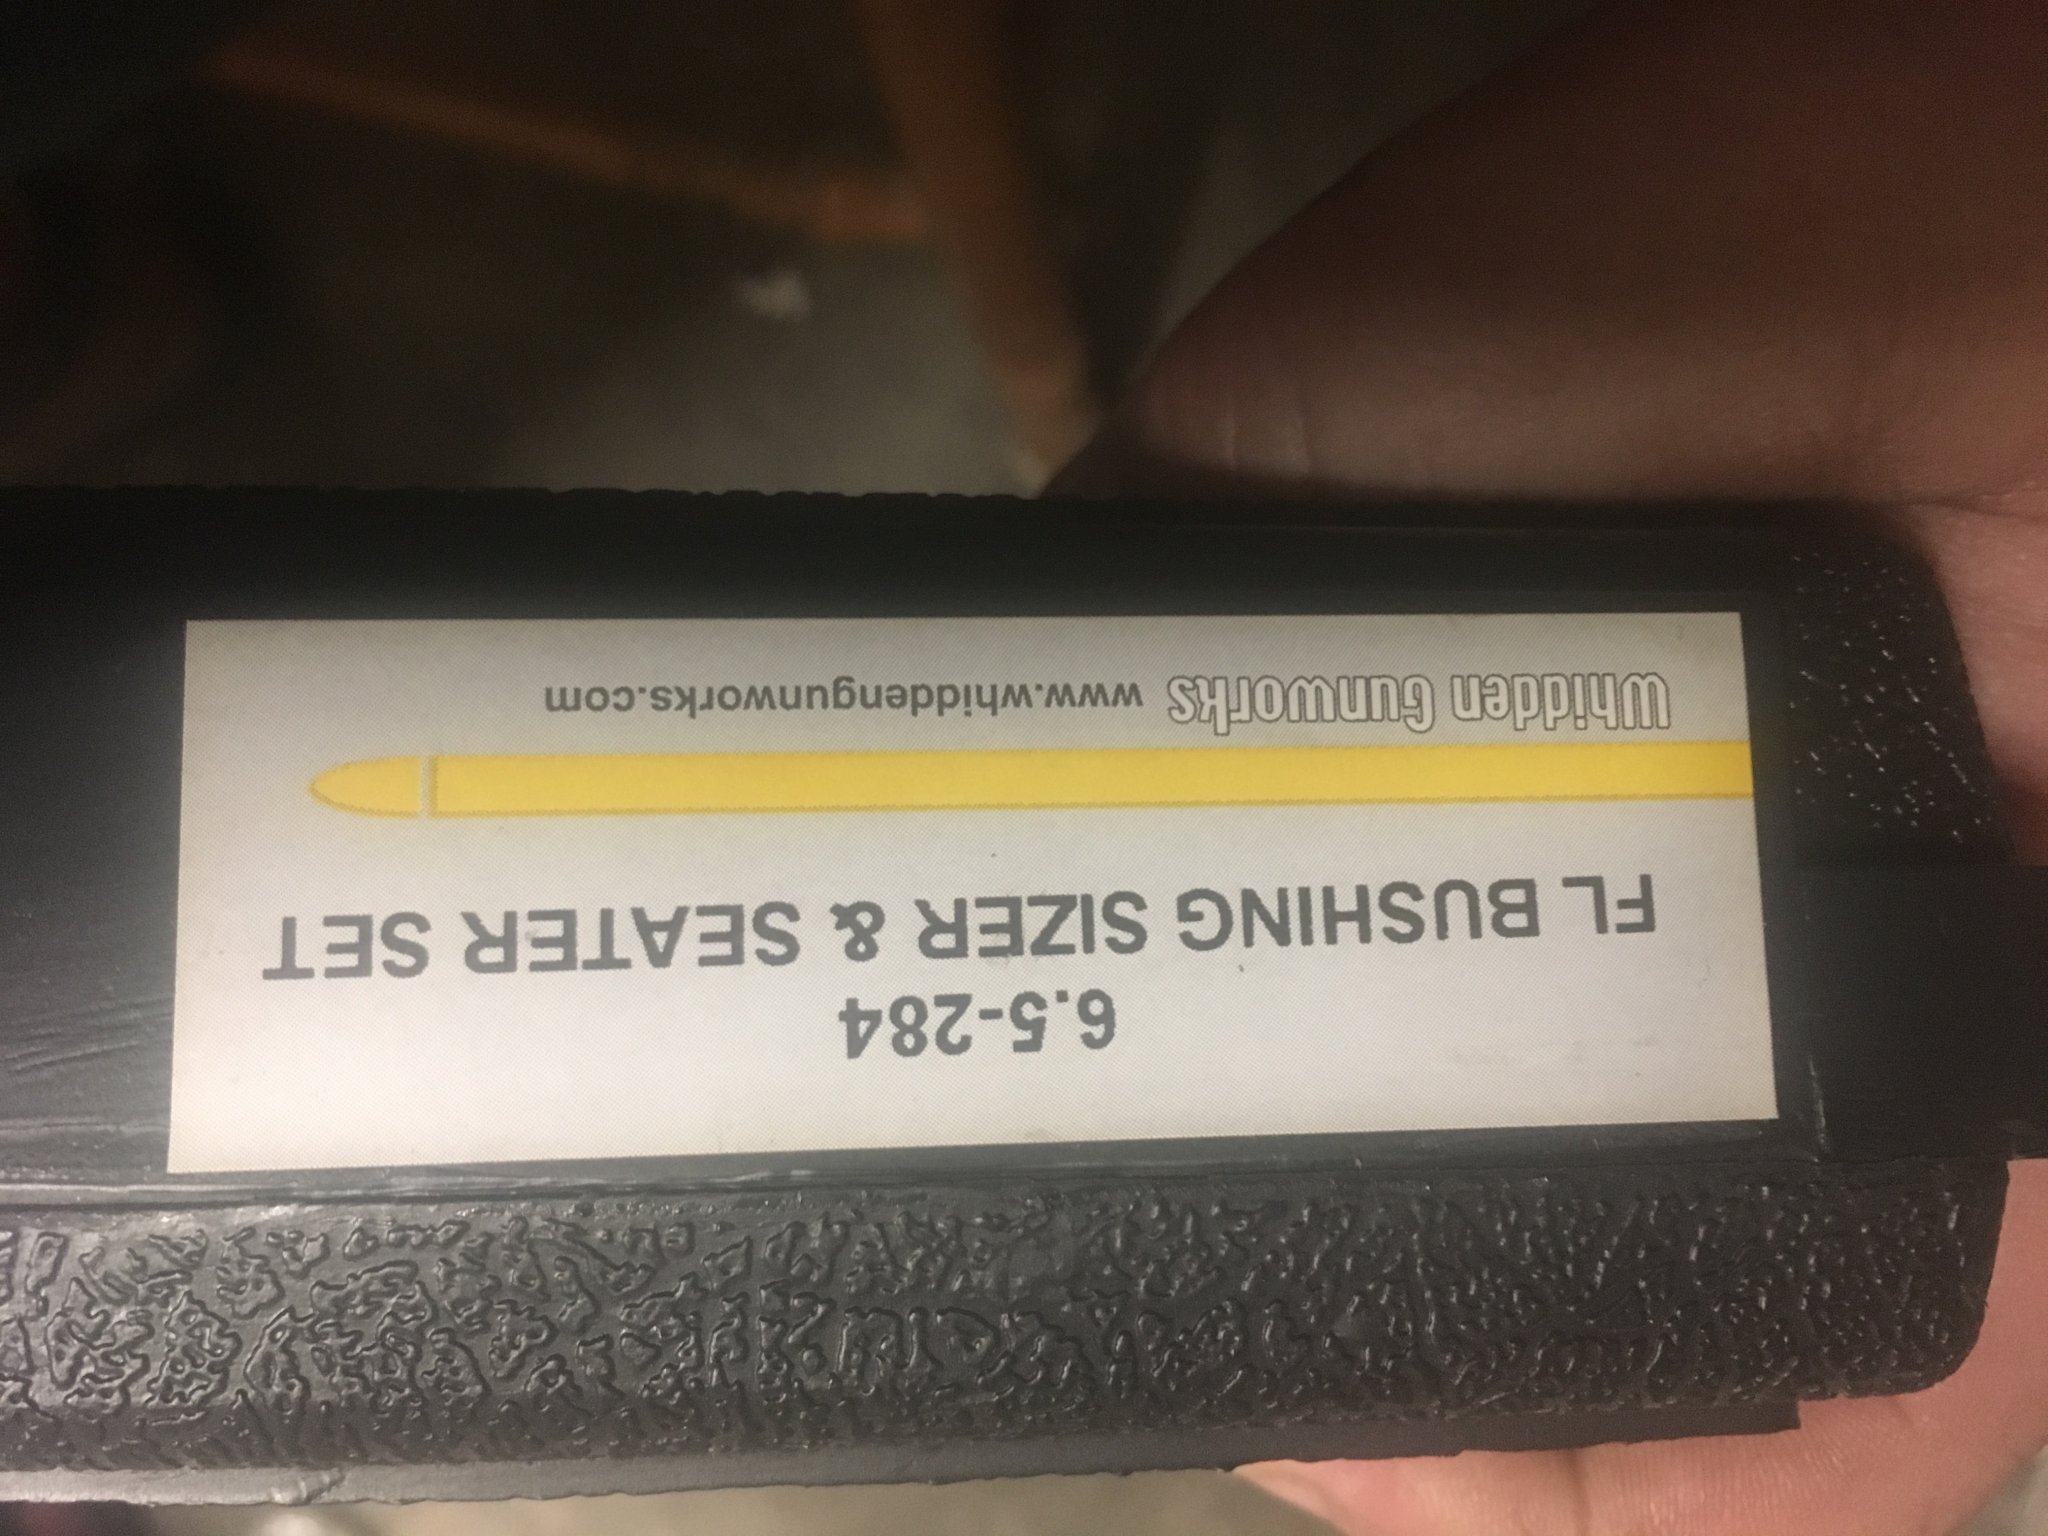 6.5-284
FL BUSHING SIZER & SEATER SET
Whidden Gunworks www.whiddengunworks.com